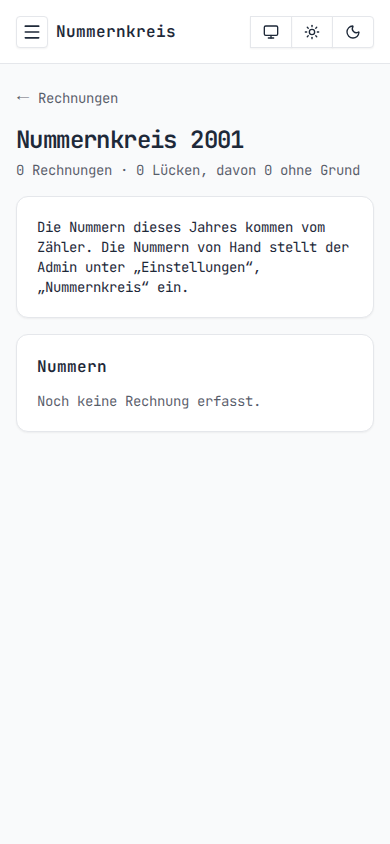 Nummernkreis
← Rechnungen
Nummernkreis 2001
0 Rechnungen · 0 Lücken, davon 0 ohne Grund
Die Nummern dieses Jahres kommen vom
Zähler. Die Nummern von Hand stellt der
Admin unter „Einstellungen“,
„Nummernkreis“ ein.
Nummern
Noch keine Rechnung erfasst.